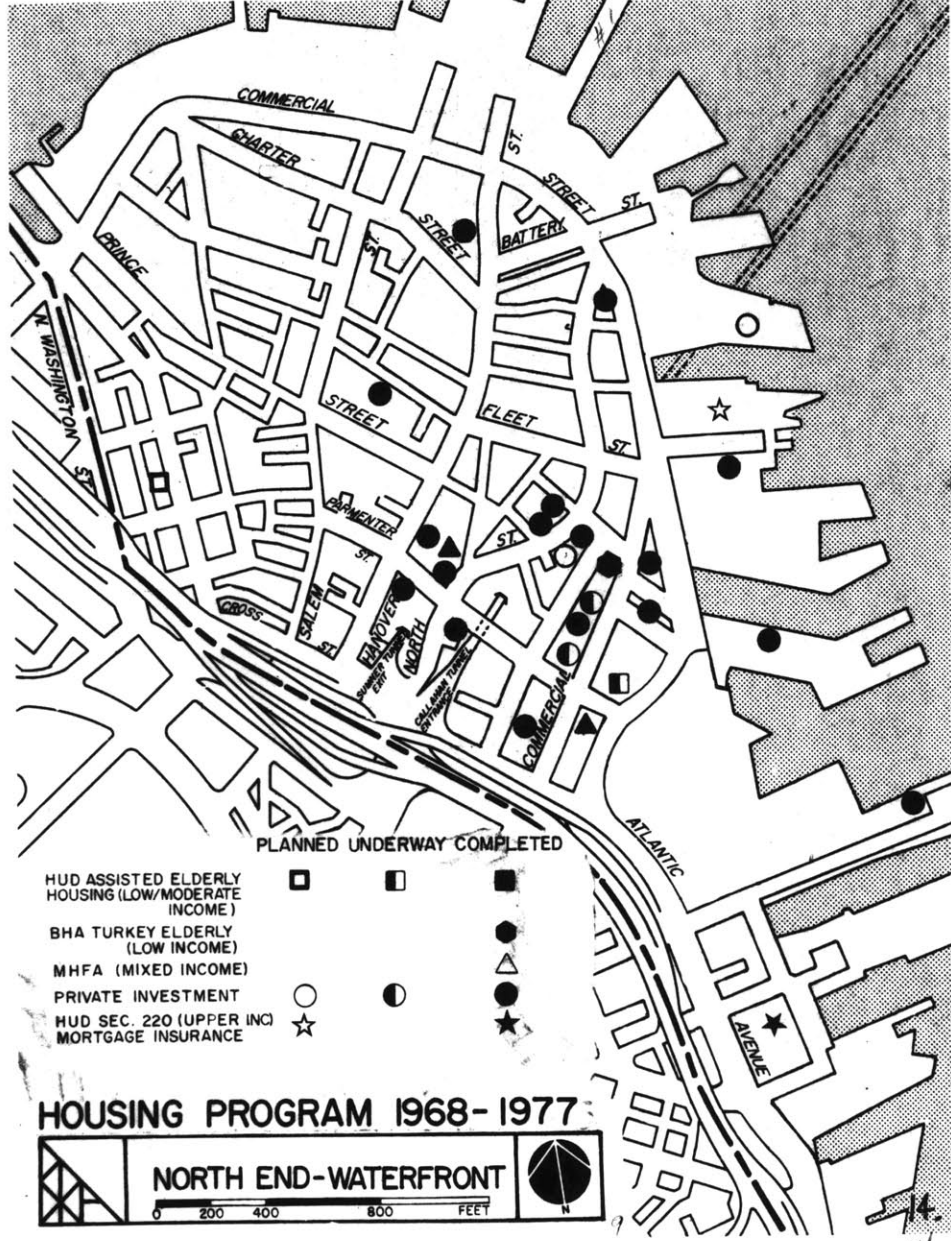 COMMERCIAL
CHARTER
ST.
STREET
ST.
STREET
BATTERY
ST.
PRINCE
N. WASHINGTON
ST.
STREET
FLEET
ST.
PARMENTER
ST.
ST.
CROSS
ST.
SALEM
HANOVER
SUMNER TUNNEL
EXIT
NORTH
CALLAHAN TUNNEL
ENTRANCE
COMMERCIAL
ATLANTIC
AVENUE
PLANNED UNDERWAY COMPLETED
HUD ASSISTED ELDERLY
HOUSING (LOW/MODERATE
INCOME)
BHA TURKEY ELDERLY
(LOW INCOME)
MHFA (MIXED INCOME)
PRIVATE INVESTMENT
HUD SEC. 220 (UPPER INC)
MORTGAGE INSURANCE
HOUSING PROGRAM 1968-1977
NORTH END-WATERFRONT
0 200 400 800 FEET
N
14.